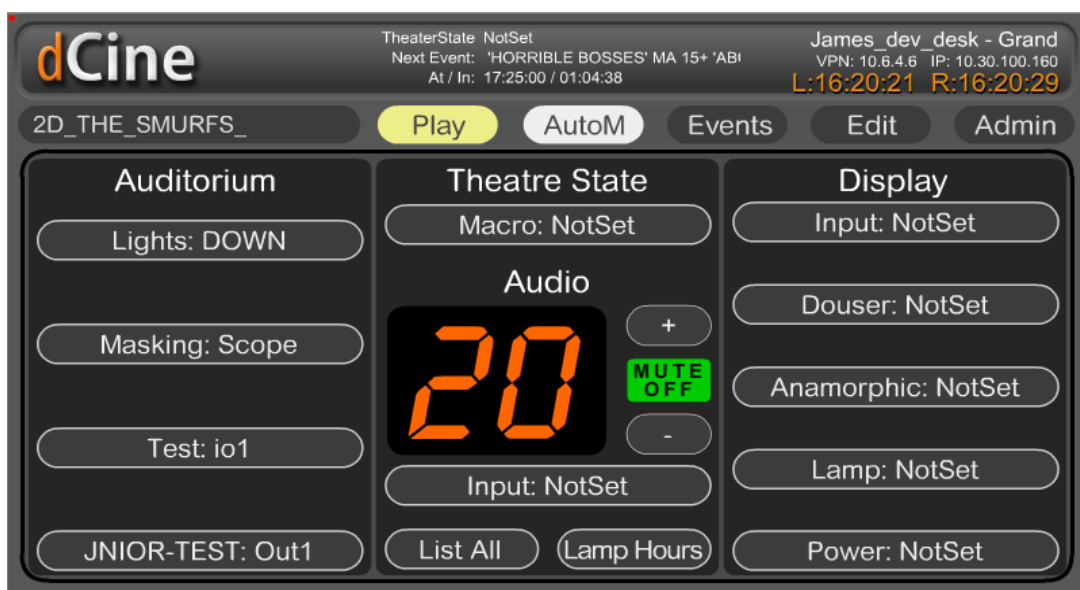 dCine
TheaterState NotSet
Next Event: 'HORRIBLE BOSSES' MA 15+ 'AB
At / In: 17:25:00 / 01:04:38
James_dev_desk - Grand
VPN: 10.6.4.6 IP: 10.30.100.160
L:16:20:21 R:16:20:29
2D_THE_SMURFS_
Play
AutoM
Events
Edit
Admin
Auditorium
Lights: DOWN
Masking: Scope
Test: io1
JNIOR-TEST: Out1
Theatre State
Macro: NotSet
Audio
20
+
MUTE
OFF
-
Input: NotSet
List All
Lamp Hours
Display
Input: NotSet
Douser: NotSet
Anamorphic: NotSet
Lamp: NotSet
Power: NotSet